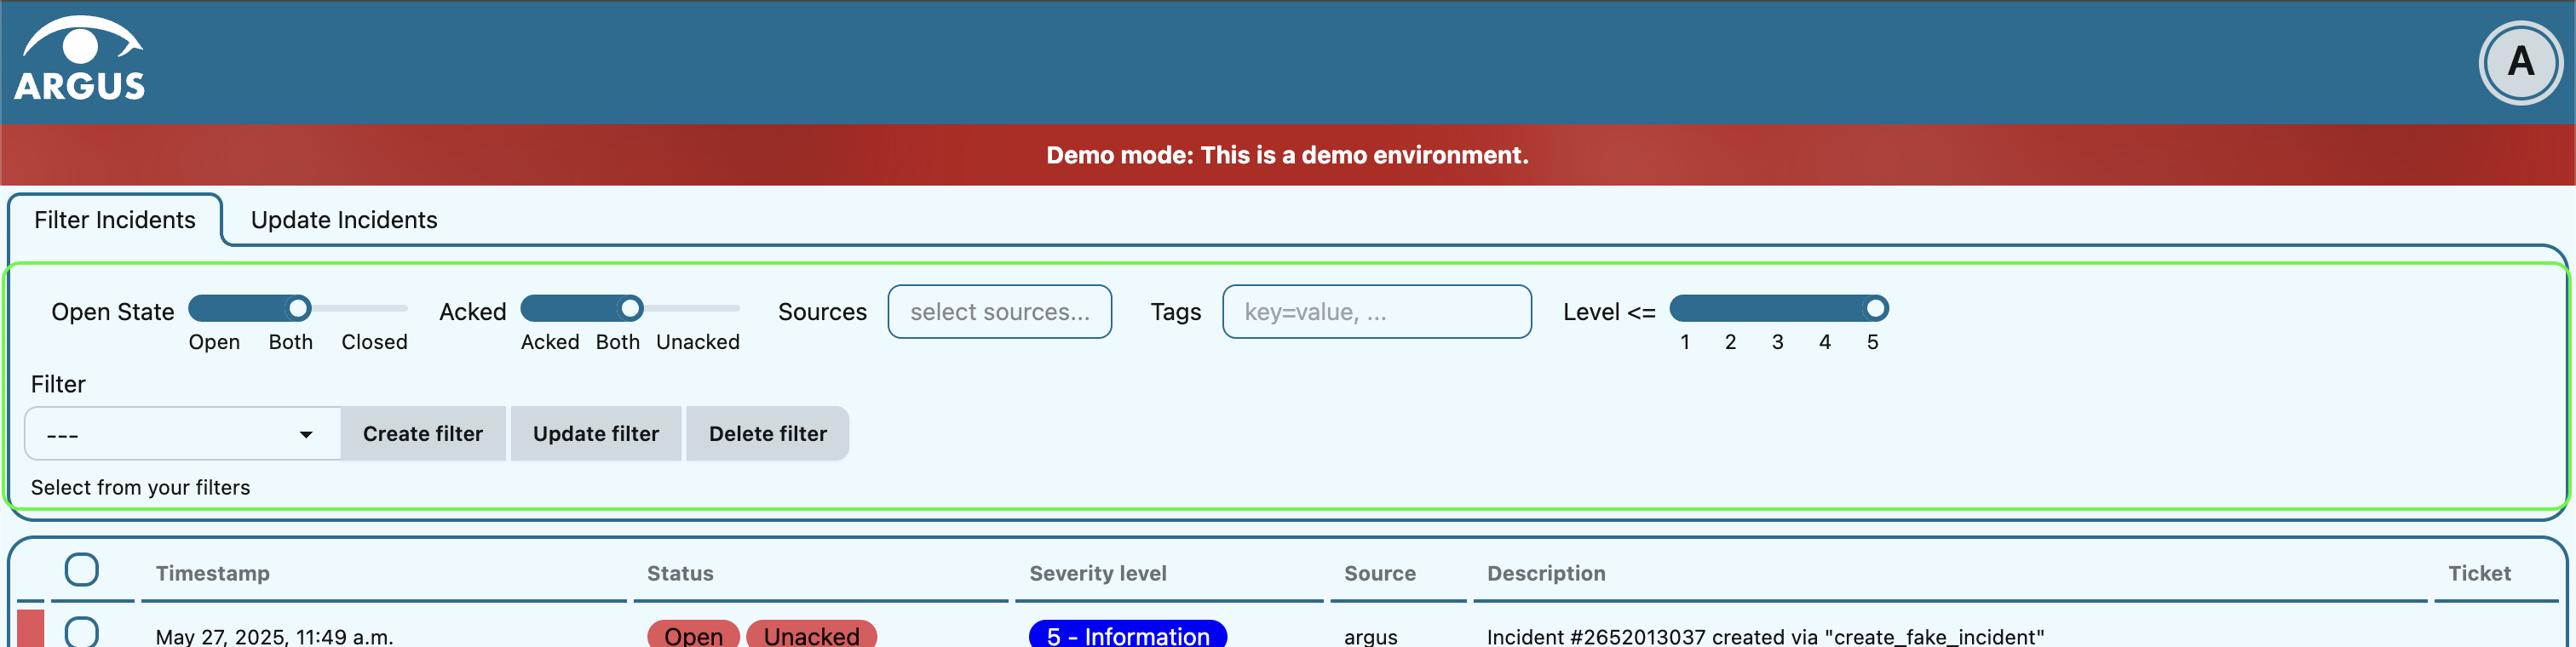 ARGUS
A
Demo mode: This is a demo environment.
Filter Incidents Update Incidents
Open State Acked Sources select sources... Tags key=value, ... Level <=
Open Both Closed Acked Both Unacked 1 2 3 4 5
Filter
--- Create filter Update filter Delete filter
Select from your filters
Timestamp Status Severity level Source Description Ticket
May 27, 2025, 11:49 a.m. Open Unacked 5 - Information argus Incident #2652013037 created via "create_fake_incident"